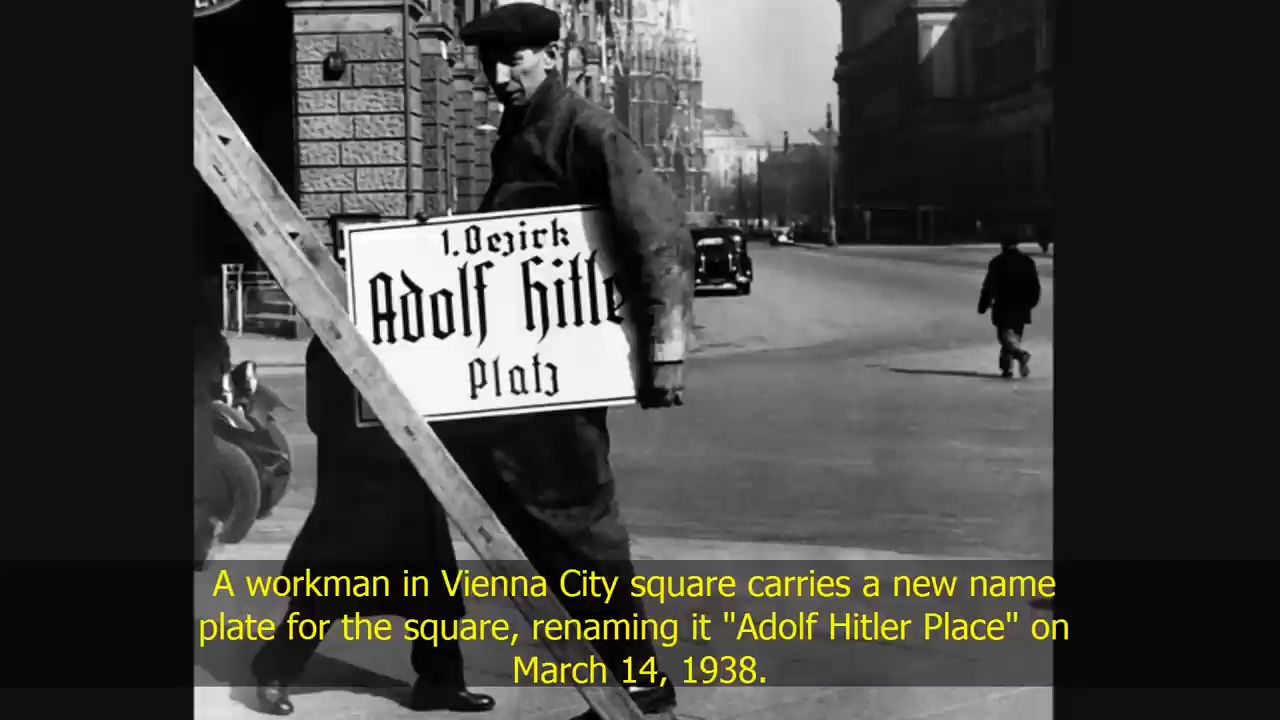 1. Bezirk
Adolf Hitle
Platz
A workman in Vienna City square carries a new name
plate for the square, renaming it "Adolf Hitler Place" on
March 14, 1938.